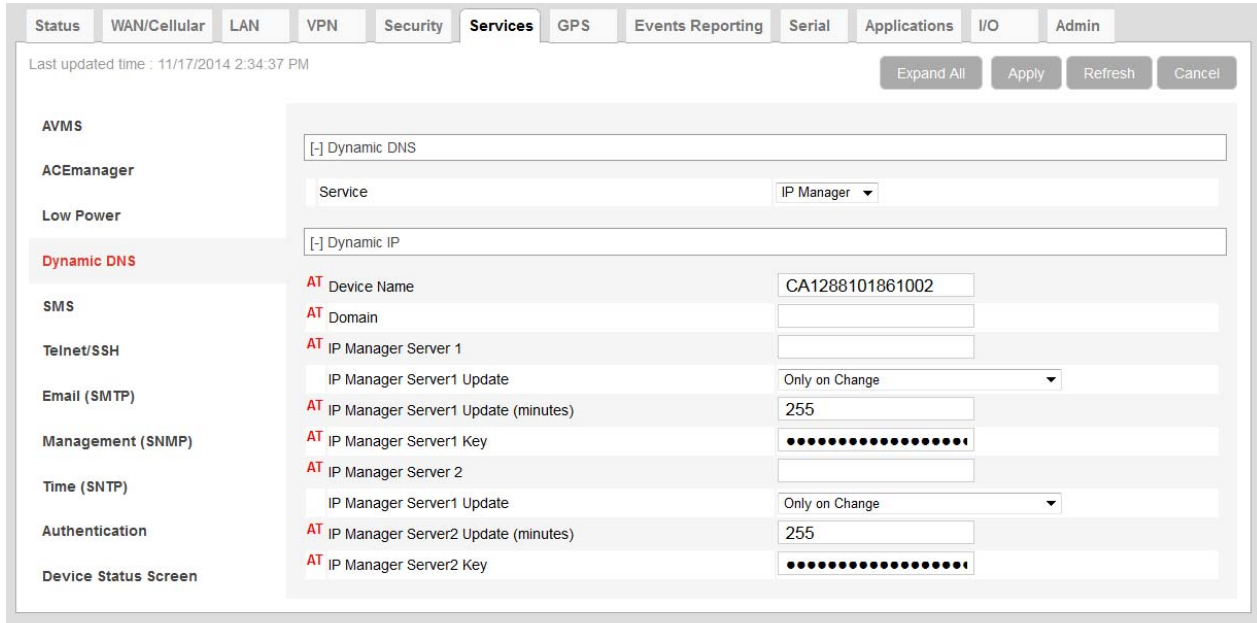 Status WAN/Cellular LAN VPN Security Services GPS Events Reporting Serial Applications I/O Admin
Last updated time : 11/17/2014 2:34:37 PM
Expand All Apply Refresh Cancel
AVMS
ACEmanager
Low Power
Dynamic DNS
SMS
Telnet/SSH
Email (SMTP)
Management (SNMP)
Time (SNTP)
Authentication
Device Status Screen
[-] Dynamic DNS
Service IP Manager
[-] Dynamic IP
AT Device Name CA1288101861002
AT Domain
AT IP Manager Server 1
IP Manager Server1 Update Only on Change
AT IP Manager Server1 Update (minutes) 255
AT IP Manager Server1 Key
AT IP Manager Server 2
IP Manager Server1 Update Only on Change
AT IP Manager Server2 Update (minutes) 255
AT IP Manager Server2 Key